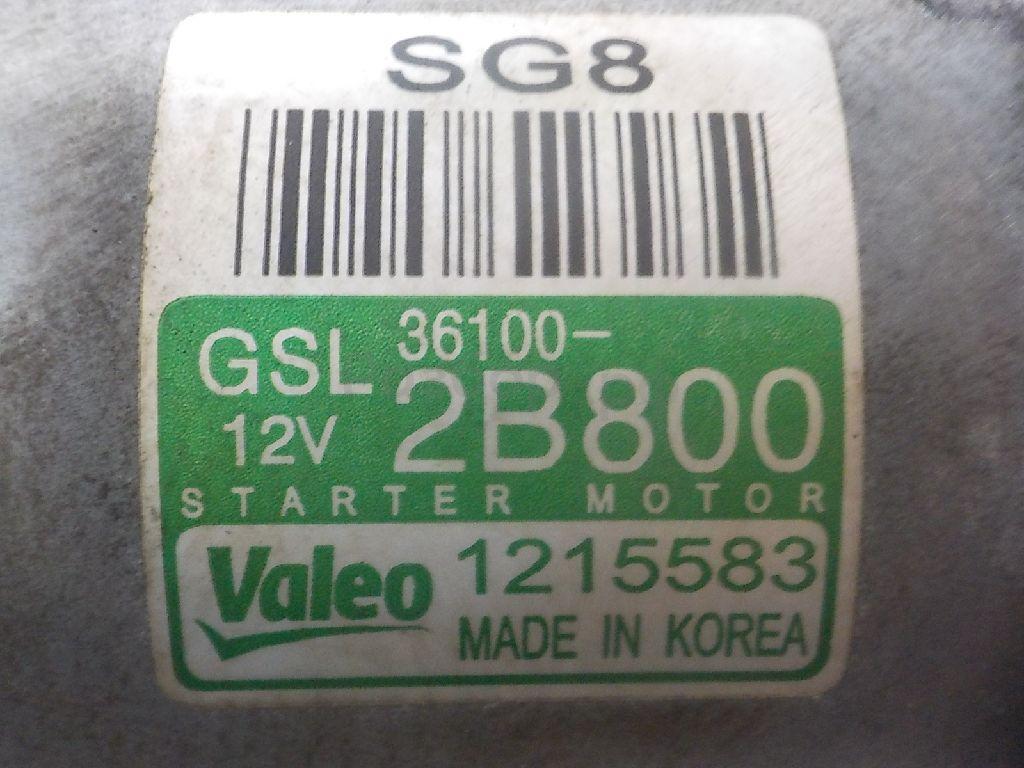 SG8
GSL 36100-
12V 2B800
STARTER MOTOR
Valeo 1215583
MADE IN KOREA